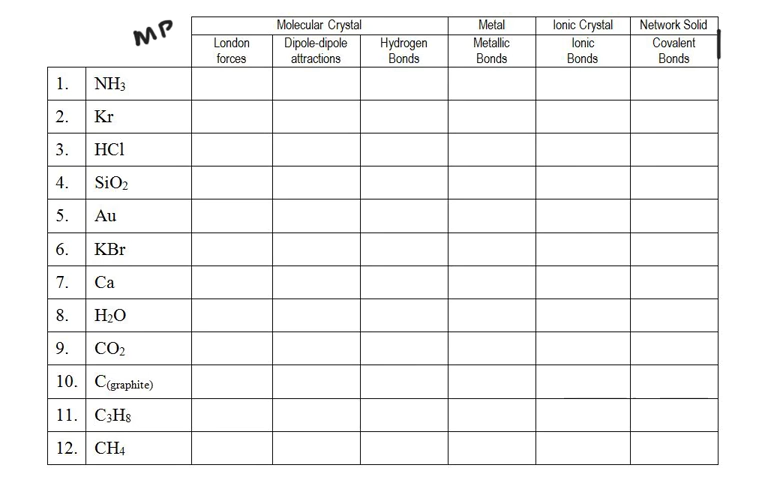 MP
Molecular Crystal Metal Ionic Crystal Network Solid
London forces Dipole-dipole attractions Hydrogen Bonds Metallic Bonds Ionic Bonds Covalent Bonds
1. NH₃
2. Kr
3. HCl
4. SiO₂
5. Au
6. KBr
7. Ca
8. H₂O
9. CO₂
10. C(graphite)
11. C₃H₈
12. CH₄